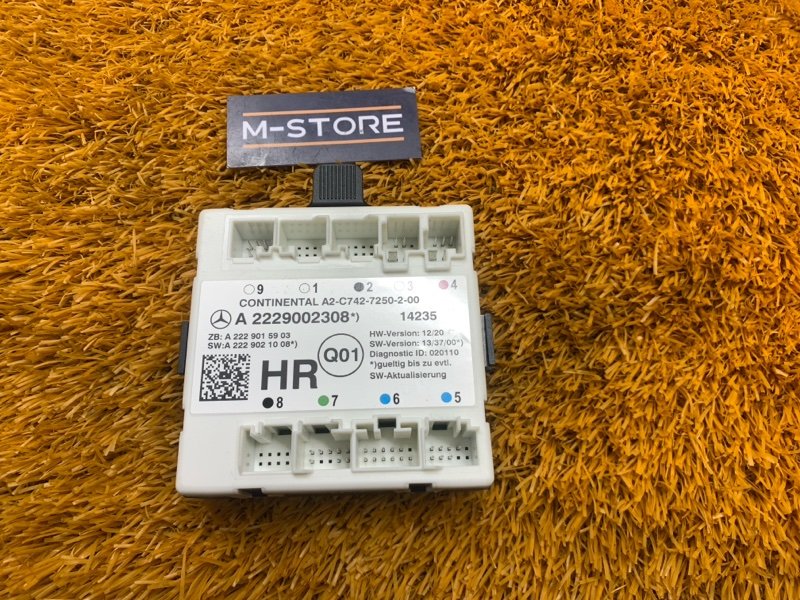 M-STORE
9 1 2 3 4
CONTINENTAL A2-C742-7250-2-00
A 2229002308*) 14235
ZB: A 222 901 59 03
SW: A 222 902 10 08*)
HW-Version: 12/20
SW-Version: 13/37/00*)
Diagnostic ID: 020110
*)gueltig bis zu evtl.
SW-Aktualisierung
HR
Q01
8 7 6 5